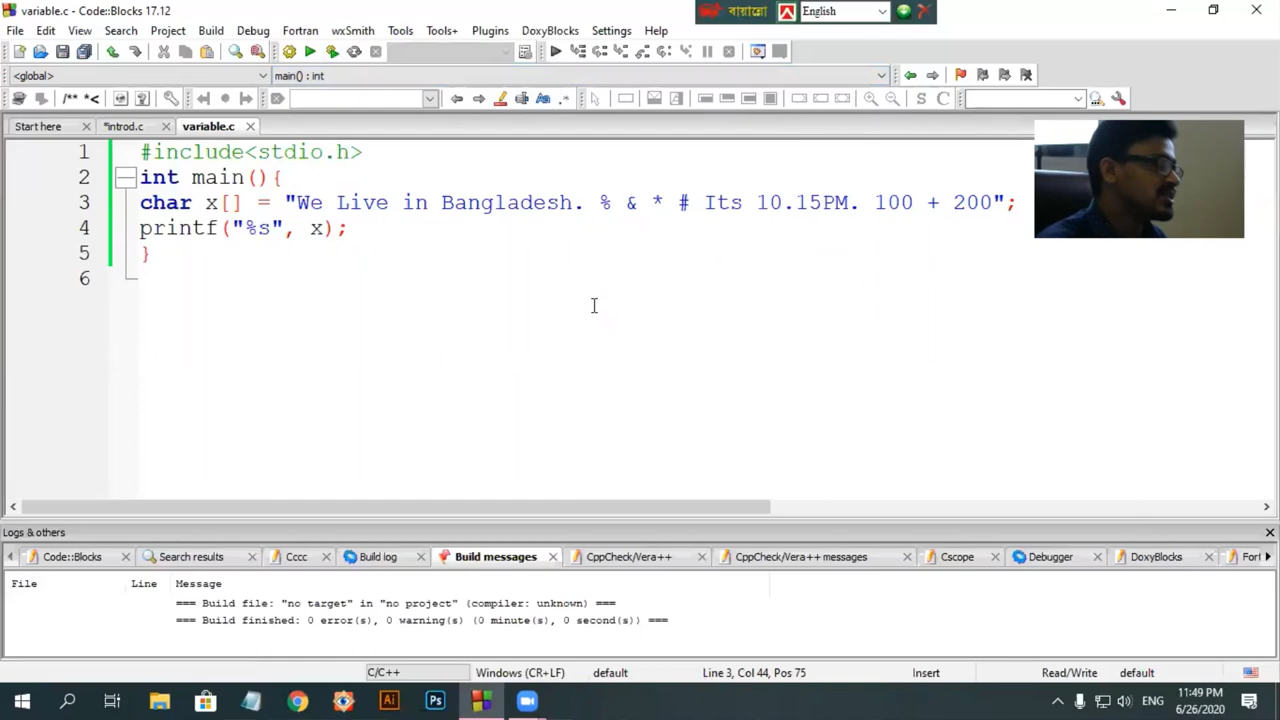 variable.c - Code::Blocks 17.12
বায়ান্নো English
File Edit View Search Project Build Debug Fortran wxSmith Tools Tools+ Plugins DoxyBlocks Settings Help
<global> main() : int
/** *<
S C
Start here *introd.c variable.c
1 #include<stdio.h>
2 int main(){
3 char x[] = "We Live in Bangladesh. % & * # Its 10.15PM. 100 + 200";
4 printf("%s", x);
5 }
6
Logs & others
Code::Blocks Search results Cccc Build log Build messages CppCheck/Vera++ CppCheck/Vera++ messages Cscope Debugger DoxyBlocks Fort
File Line Message
=== Build file: "no target" in "no project" (compiler: unknown) ===
=== Build finished: 0 error(s), 0 warning(s) (0 minute(s), 0 second(s)) ===
C/C++ Windows (CR+LF) default Line 3, Col 44, Pos 75 Insert Read/Write default
Ai Ps ENG 11:49 PM
6/26/2020